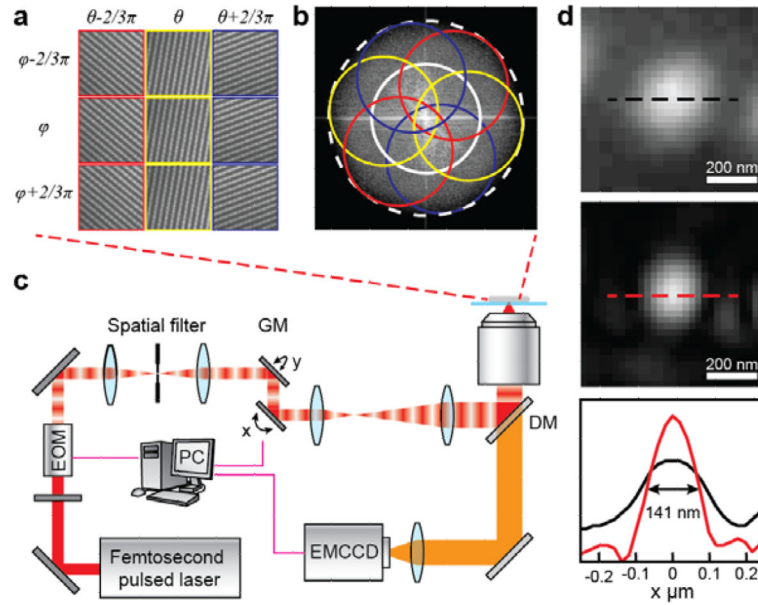 a
θ-2/3π θ θ+2/3π
φ-2/3π
φ
φ+2/3π
b
c
Spatial filter
GM
y
x
EOM
PC
DM
Femtosecond
pulsed laser
EMCCD
d
200 nm
200 nm
141 nm
-0.2 -0.1 0 0.1 0.2
x μm